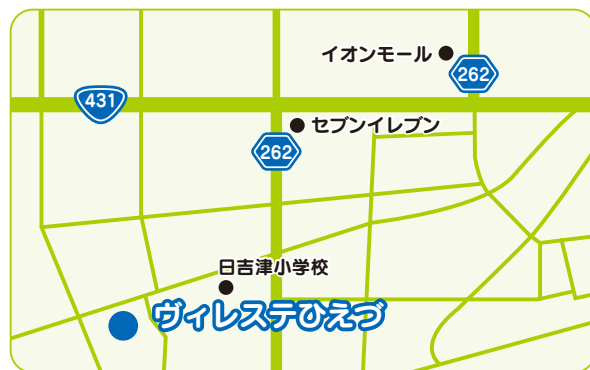 イオンモール
262
431
セブンイレブン
262
日吉津小学校
ヴィレステひえづ